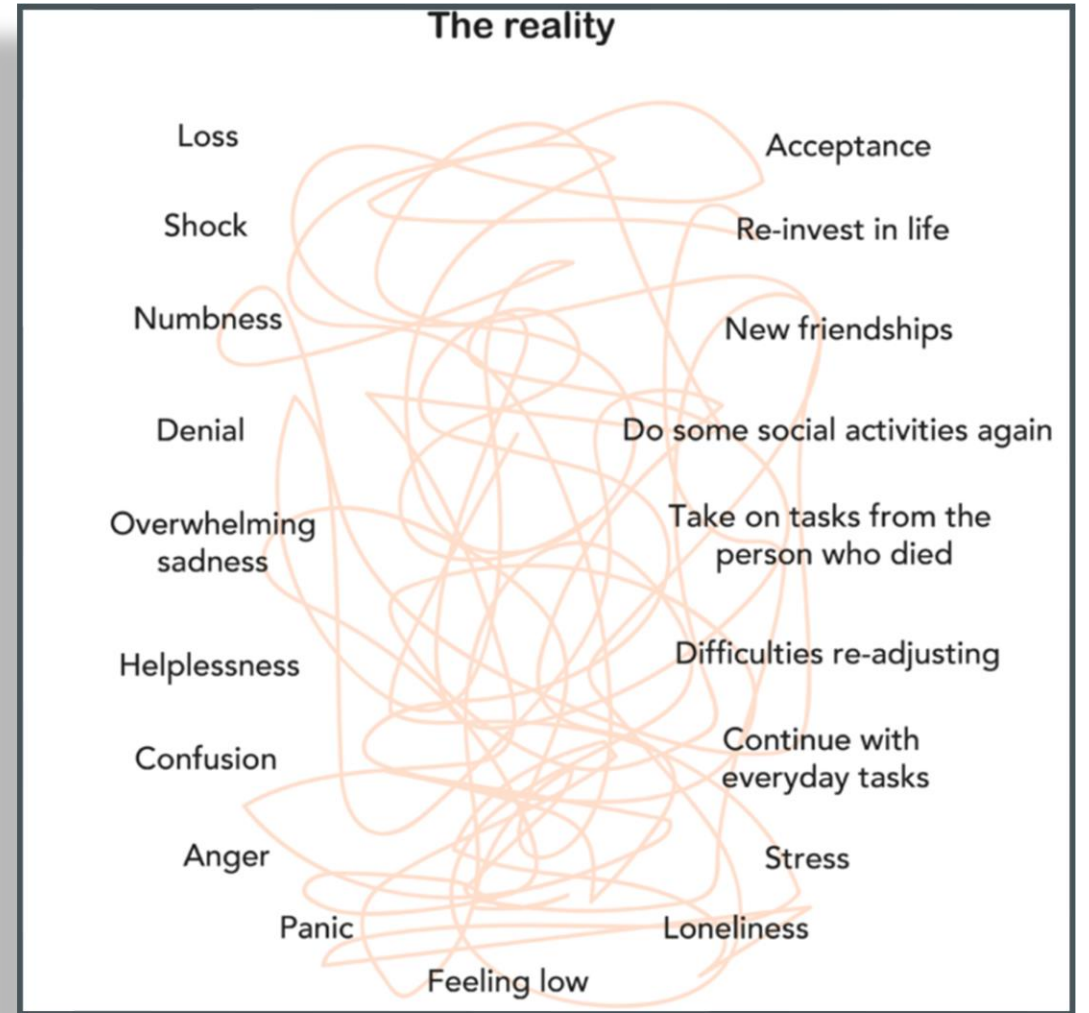 The reality
Loss
Shock
Numbness
Denial
Overwhelming
sadness
Helplessness
Confusion
Anger
Panic
Feeling low
Acceptance
Re-invest in life
New friendships
Do some social activities again
Take on tasks from the
person who died
Difficulties re-adjusting
Continue with
everyday tasks
Stress
Loneliness